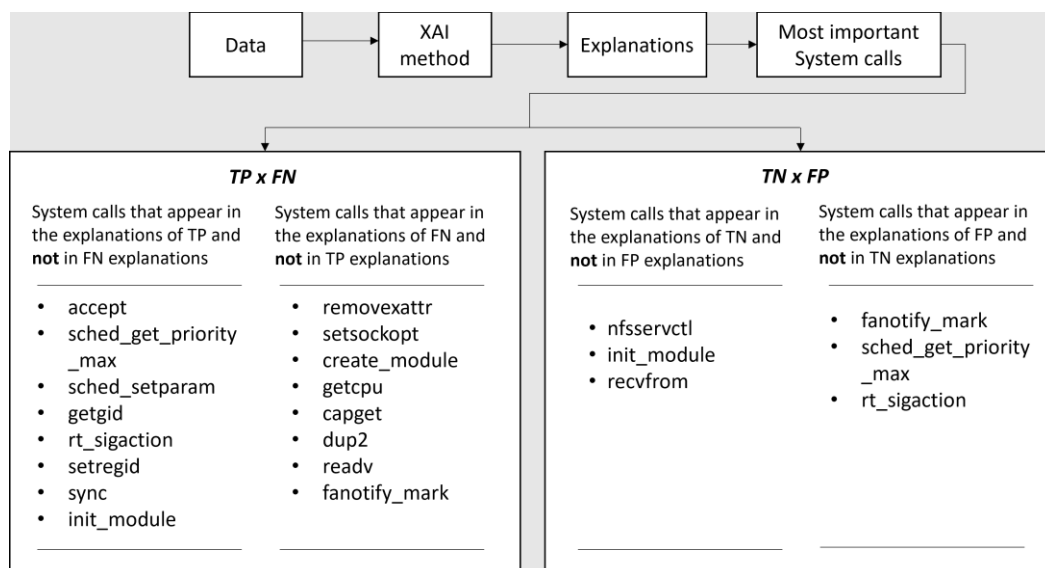 Data
XAI
method
Explanations
Most important
System calls
TP x FN
System calls that appear in
the explanations of TP and
not in FN explanations
• accept
• sched_get_priority
_max
• sched_setparam
• getgid
• rt_sigaction
• setregid
• sync
• init_module
System calls that appear in
the explanations of FN and
not in TP explanations
• removexattr
• setsockopt
• create_module
• getcpu
• capget
• dup2
• readv
• fanotify_mark
TN x FP
System calls that appear in
the explanations of TN and
not in FP explanations
• nfsservctl
• init_module
• recvfrom
System calls that appear in
the explanations of FP and
not in TN explanations
• fanotify_mark
• sched_get_priority
_max
• rt_sigaction